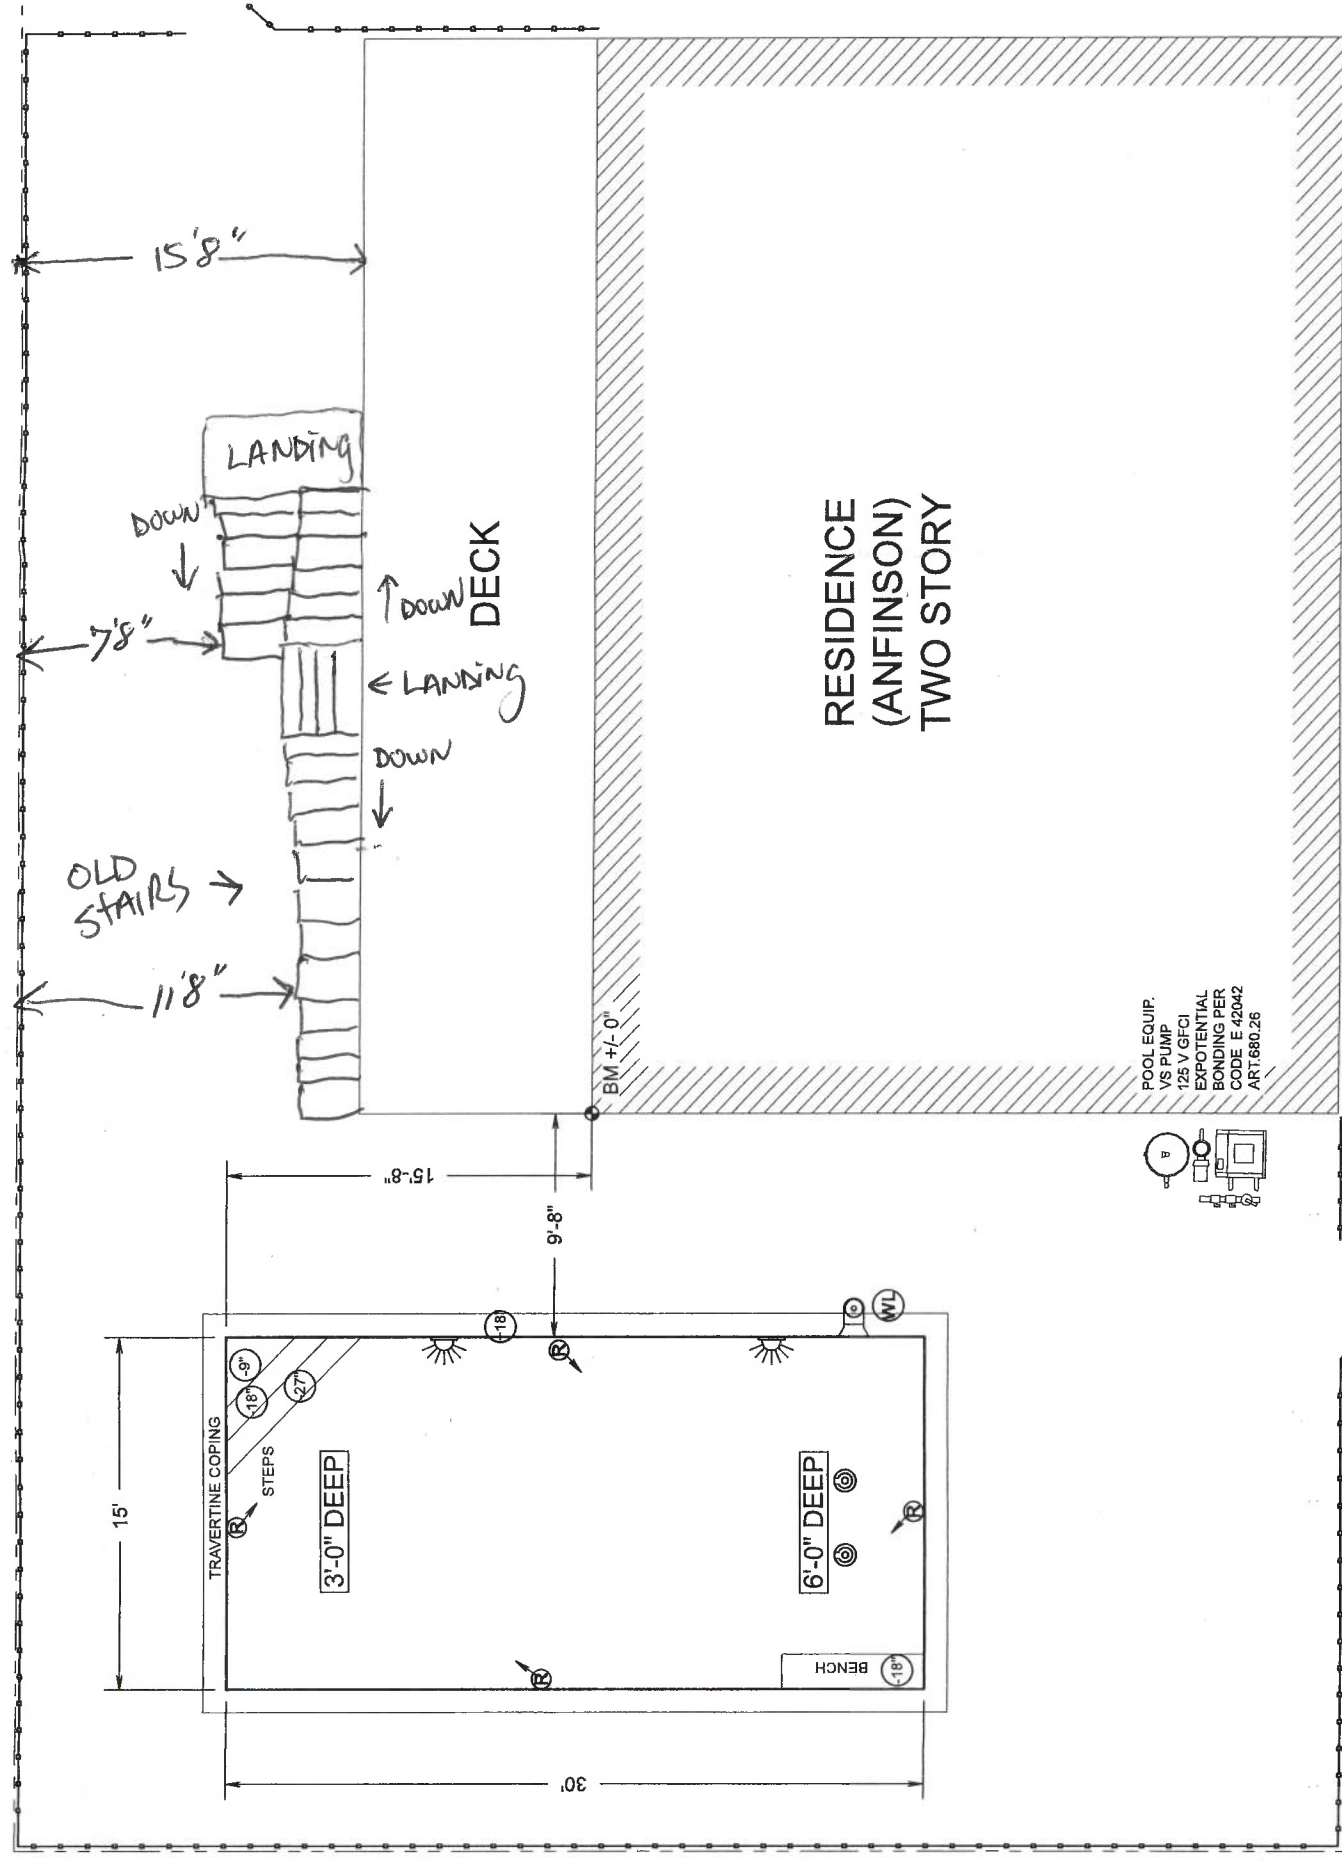 15'8"
LANDING
DOWN
DOWN
7'8"
← LANDING
DOWN
DECK
OLD
STAIRS →
11'8"
RESIDENCE
(ANFINSON)
TWO STORY
BM +/- 0"
POOL EQUIP.
VS PUMP
125 V GFCI
EXPOTENTIAL
BONDING PER
CODE E 42042
ART.680.26
15'-8"
9'-8"
15'
TRAVERTINE COPING
-9"
-18"
-27"
STEPS
-18
R
R
WL
3'-0" DEEP
6'-0" DEEP
R
R
BENCH
-18"
30'